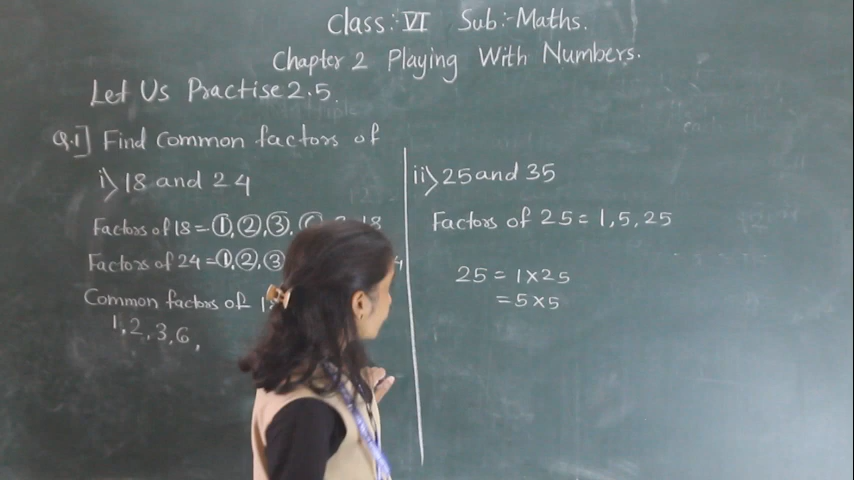 Class:- VI Sub:- Maths.
Chapter 2 Playing With Numbers.
Let Us Practise 2.5.
Q.1] Find Common factors of
i) 18 and 24
Factors of 18 = 1, 2, 3, 18
Factors of 24 = 1, 2, 3
Common factors of
1, 2, 3, 6,
ii) 25 and 35
Factors of 25 = 1, 5, 25
25 = 1 x 25
= 5 x 5